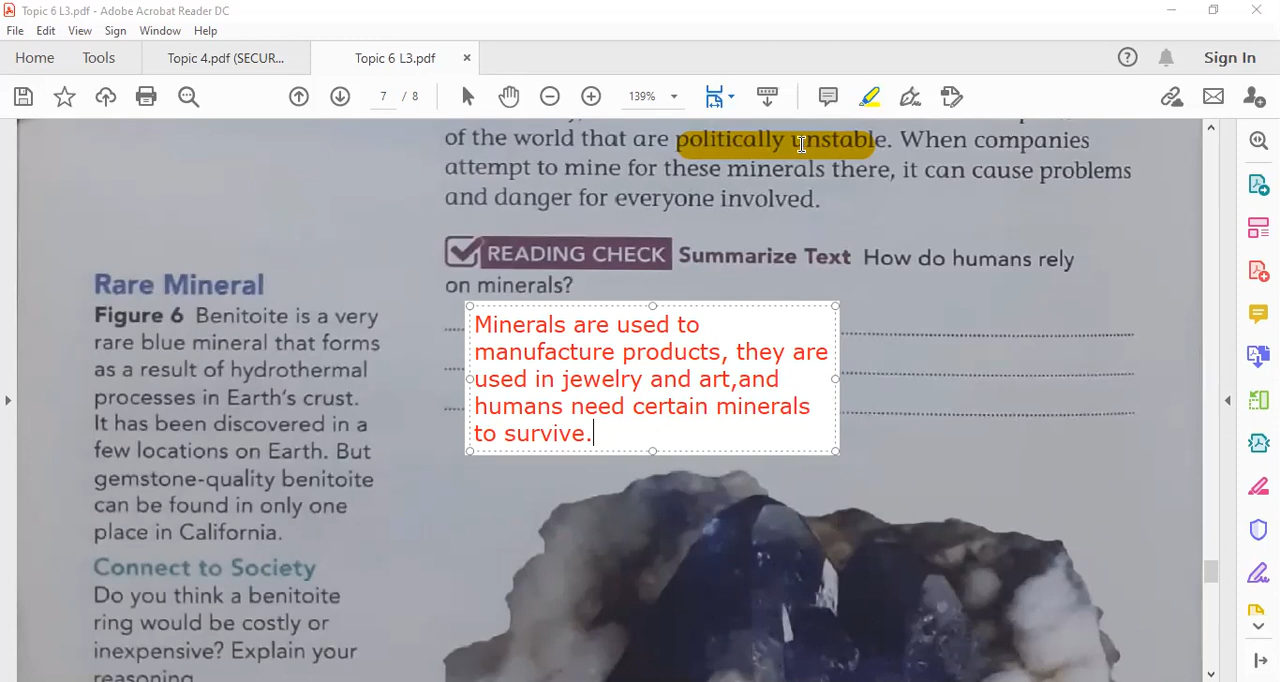 Topic 6 L3.pdf - Adobe Acrobat Reader DC
File Edit View Sign Window Help
Home Tools Topic 4.pdf (SECUR... Topic 6 L3.pdf × Sign In
7 / 8 139%
of the world that are politically unstable. When companies
attempt to mine for these minerals there, it can cause problems
and danger for everyone involved.
READING CHECK Summarize Text How do humans rely
on minerals?
Minerals are used to
manufacture products, they are
used in jewelry and art,and
humans need certain minerals
to survive.
Rare Mineral
Figure 6 Benitoite is a very
rare blue mineral that forms
as a result of hydrothermal
processes in Earth's crust.
It has been discovered in a
few locations on Earth. But
gemstone-quality benitoite
can be found in only one
place in California.
Connect to Society
Do you think a benitoite
ring would be costly or
inexpensive? Explain your
reasoning